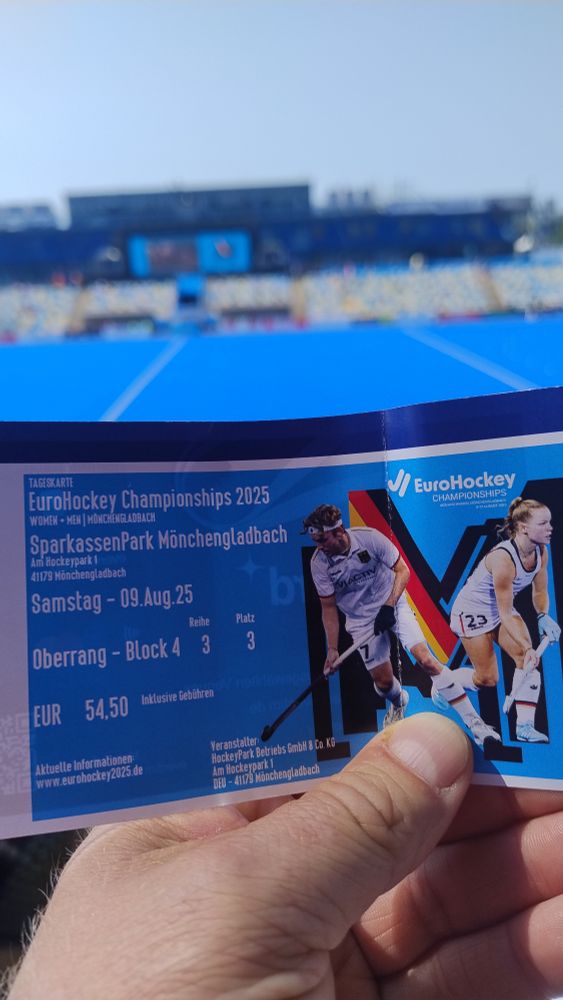 TAGESKARTE
EuroHockey Championships 2025
WOMEN + MEN | MÖNCHENGLADBACH
SparkassenPark Mönchengladbach
Am Hockeypark 1
41179 Mönchengladbach
Samstag - 09.Aug.25
Reihe Platz
Oberrang - Block 4 3 3
EUR 54,50 Inklusive Gebühren
Aktuelle Informationen:
www.eurohockey2025.de
Veranstalter
HockeyPark Betriebs GmbH & Co. KG
Am Hockeypark 1
DEU - 41179 Mönchengladbach
EuroHockey
CHAMPIONSHIPS
VIACTIV
7
23